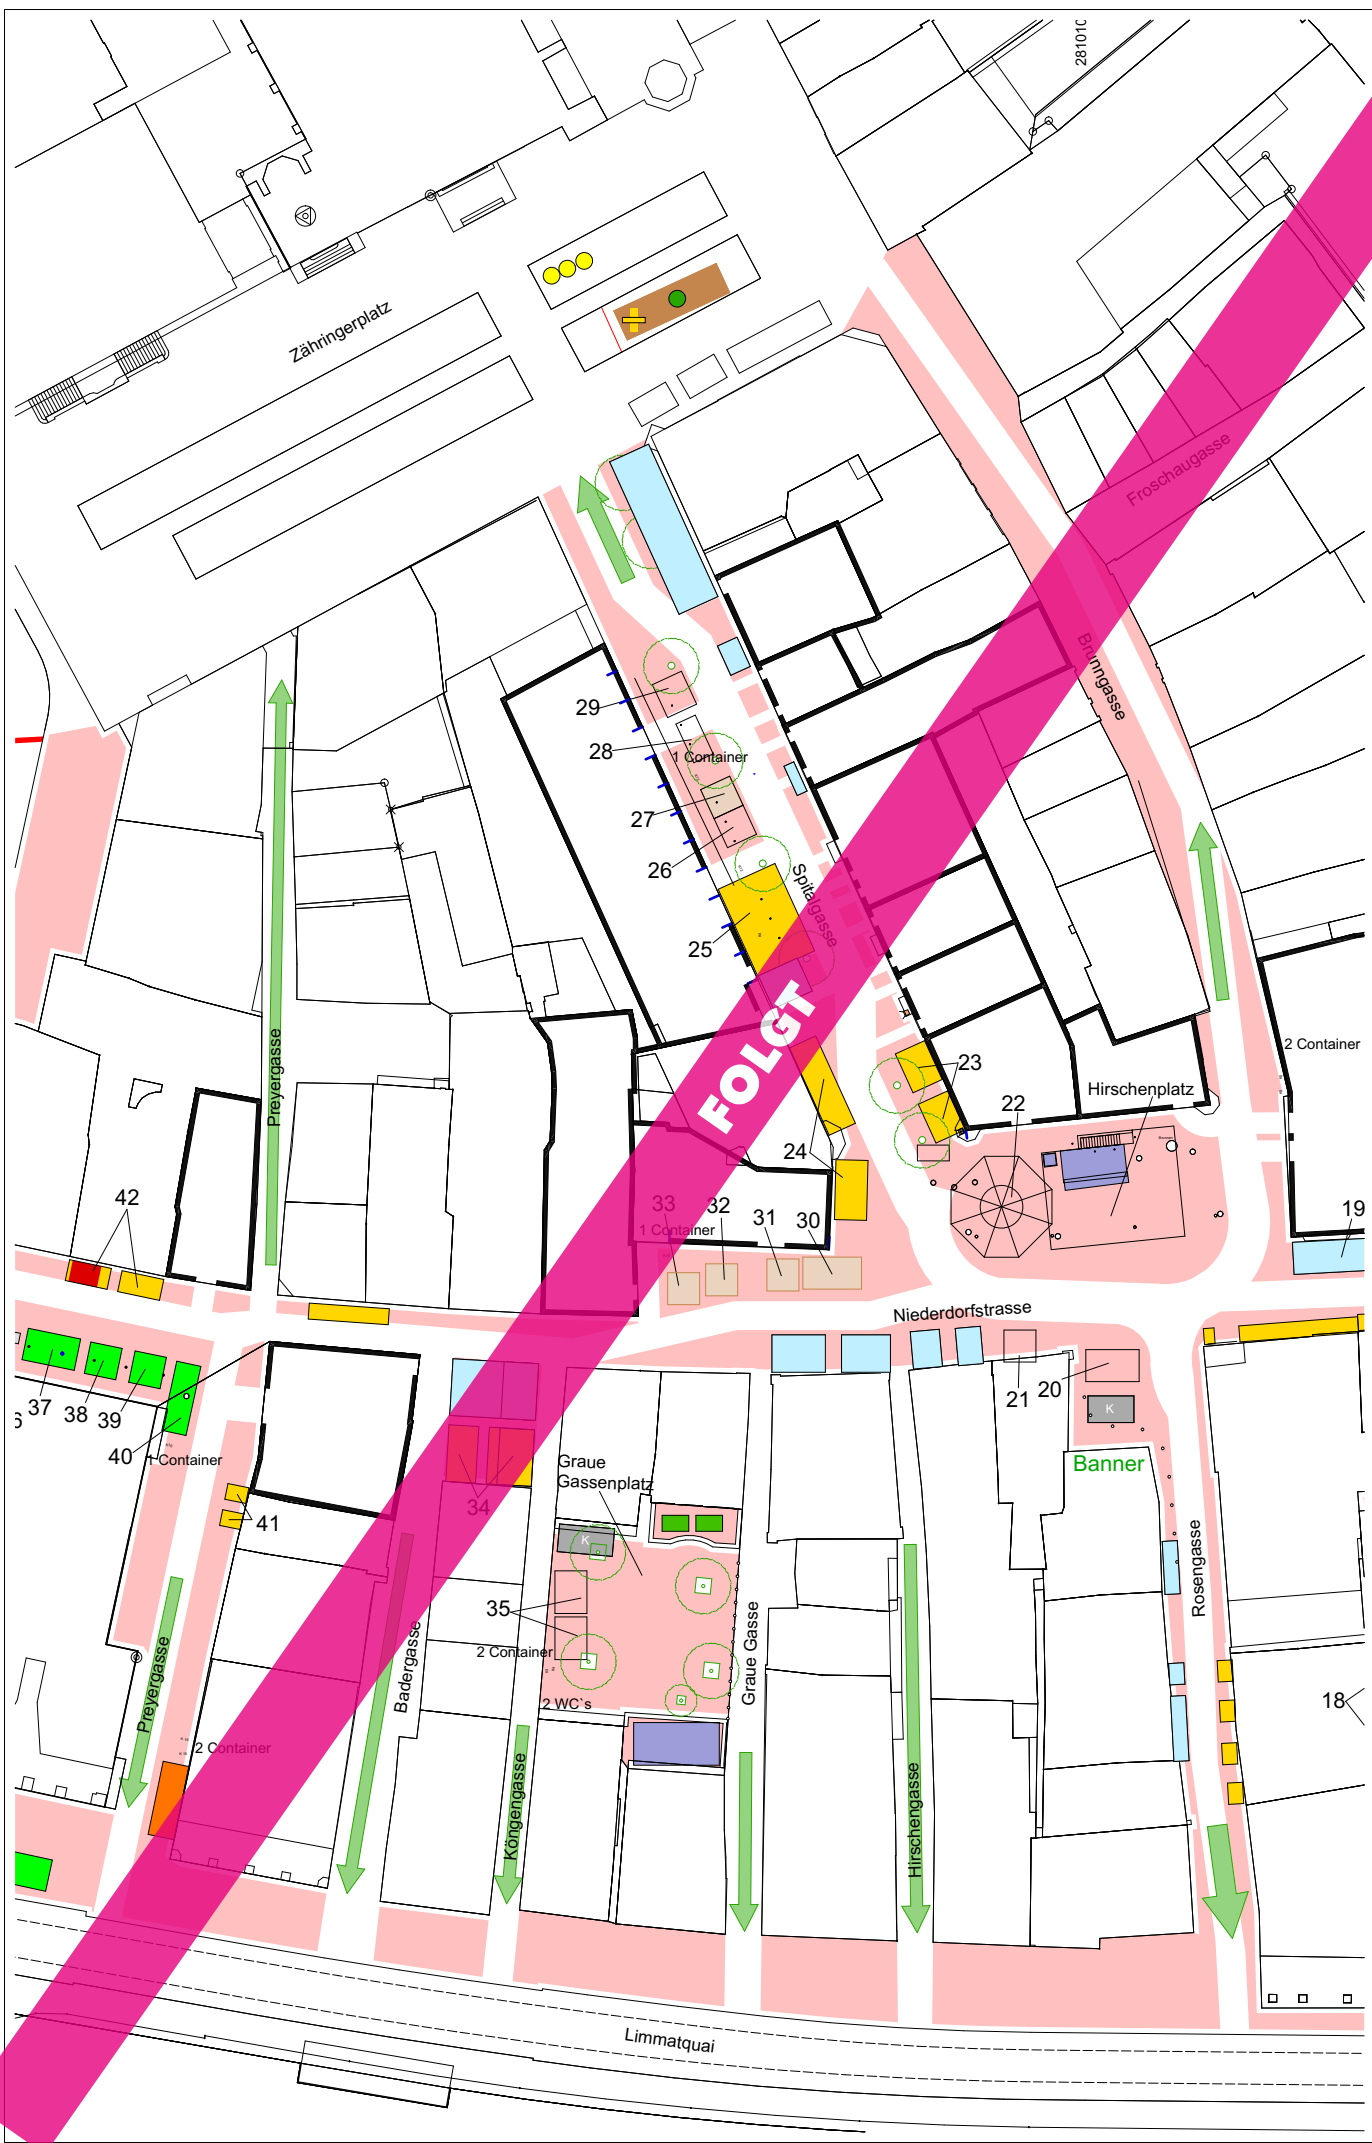 281010
Zähringerplatz
Froschaugasse
Brunngasse
29
28
1 Container
27
26
Spitalgasse
25
FOLGT
23
2 Container
Hirschenplatz
22
24
Preyergasse
42
33
32
31
30
1 Container
19
Niederdorfstrasse
37
38
39
40
1 Container
41
34
Graue
Gassenplatz
K
21
20
K
Banner
35
2 Container
2 WC`s
Preyergasse
Badergasse
Graue Gasse
Rosengasse
18
2 Container
Köngengasse
Hirschengasse
Limmatquai